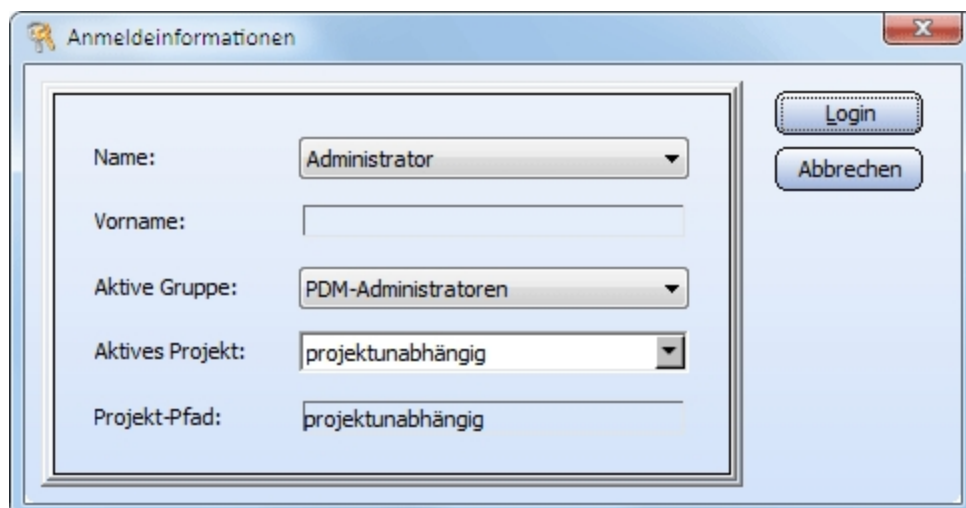 Anmeldeinformationen
Name: Administrator
Login
Abbrechen
Vorname:
Aktive Gruppe: PDM-Administratoren
Aktives Projekt: projektunabhängig
Projekt-Pfad: projektunabhängig